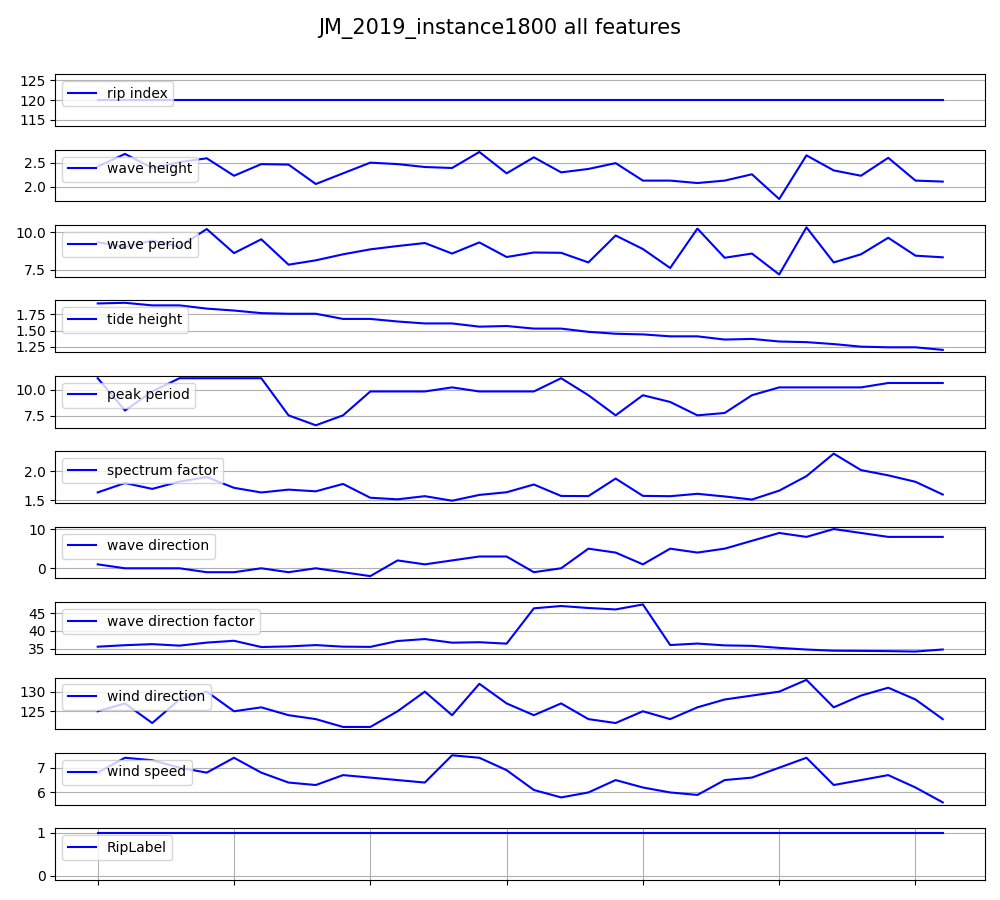 JM_2019_instance1800 all features
125
120
115
rip index
2.5
2.0
wave height
10.0
7.5
wave period
1.75
1.50
1.25
tide height
10.0
7.5
peak period
2.0
1.5
spectrum factor
10
0
wave direction
45
40
35
wave direction factor
130
125
wind direction
7
6
wind speed
1
0
RipLabel